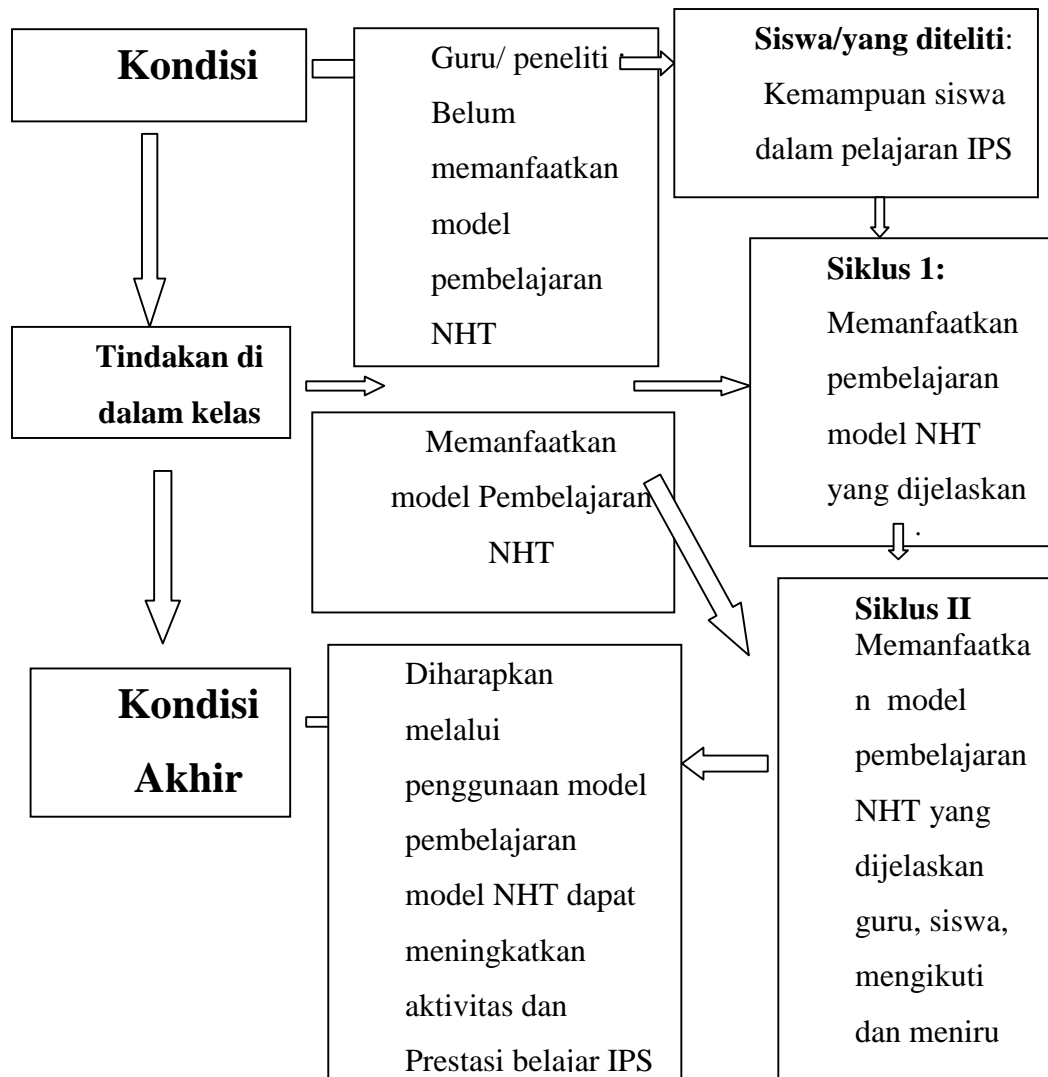 Kondisi
Guru/ peneliti :
Belum
memanfaatkan
model
pembelajaran
NHT
Siswa/yang diteliti:
Kemampuan siswa
dalam pelajaran IPS
Tindakan di
dalam kelas
Memanfaatkan
model Pembelajaran
NHT
Siklus 1:
Memanfaatkan
pembelajaran
model NHT
yang dijelaskan
.
Siklus II
Memanfaatka
n model
pembelajaran
NHT yang
dijelaskan
guru, siswa,
mengikuti
dan meniru
Kondisi
Akhir
Diharapkan
melalui
penggunaan model
pembelajaran
model NHT dapat
meningkatkan
aktivitas dan
Prestasi belajar IPS